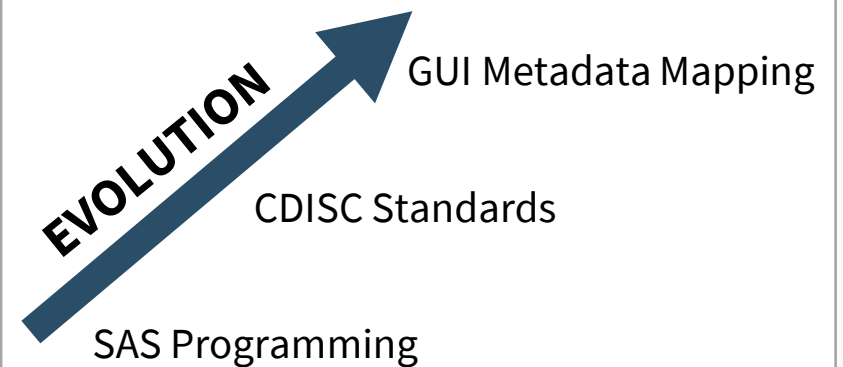 EVOLUTION
GUI Metadata Mapping
CDISC Standards
SAS Programming